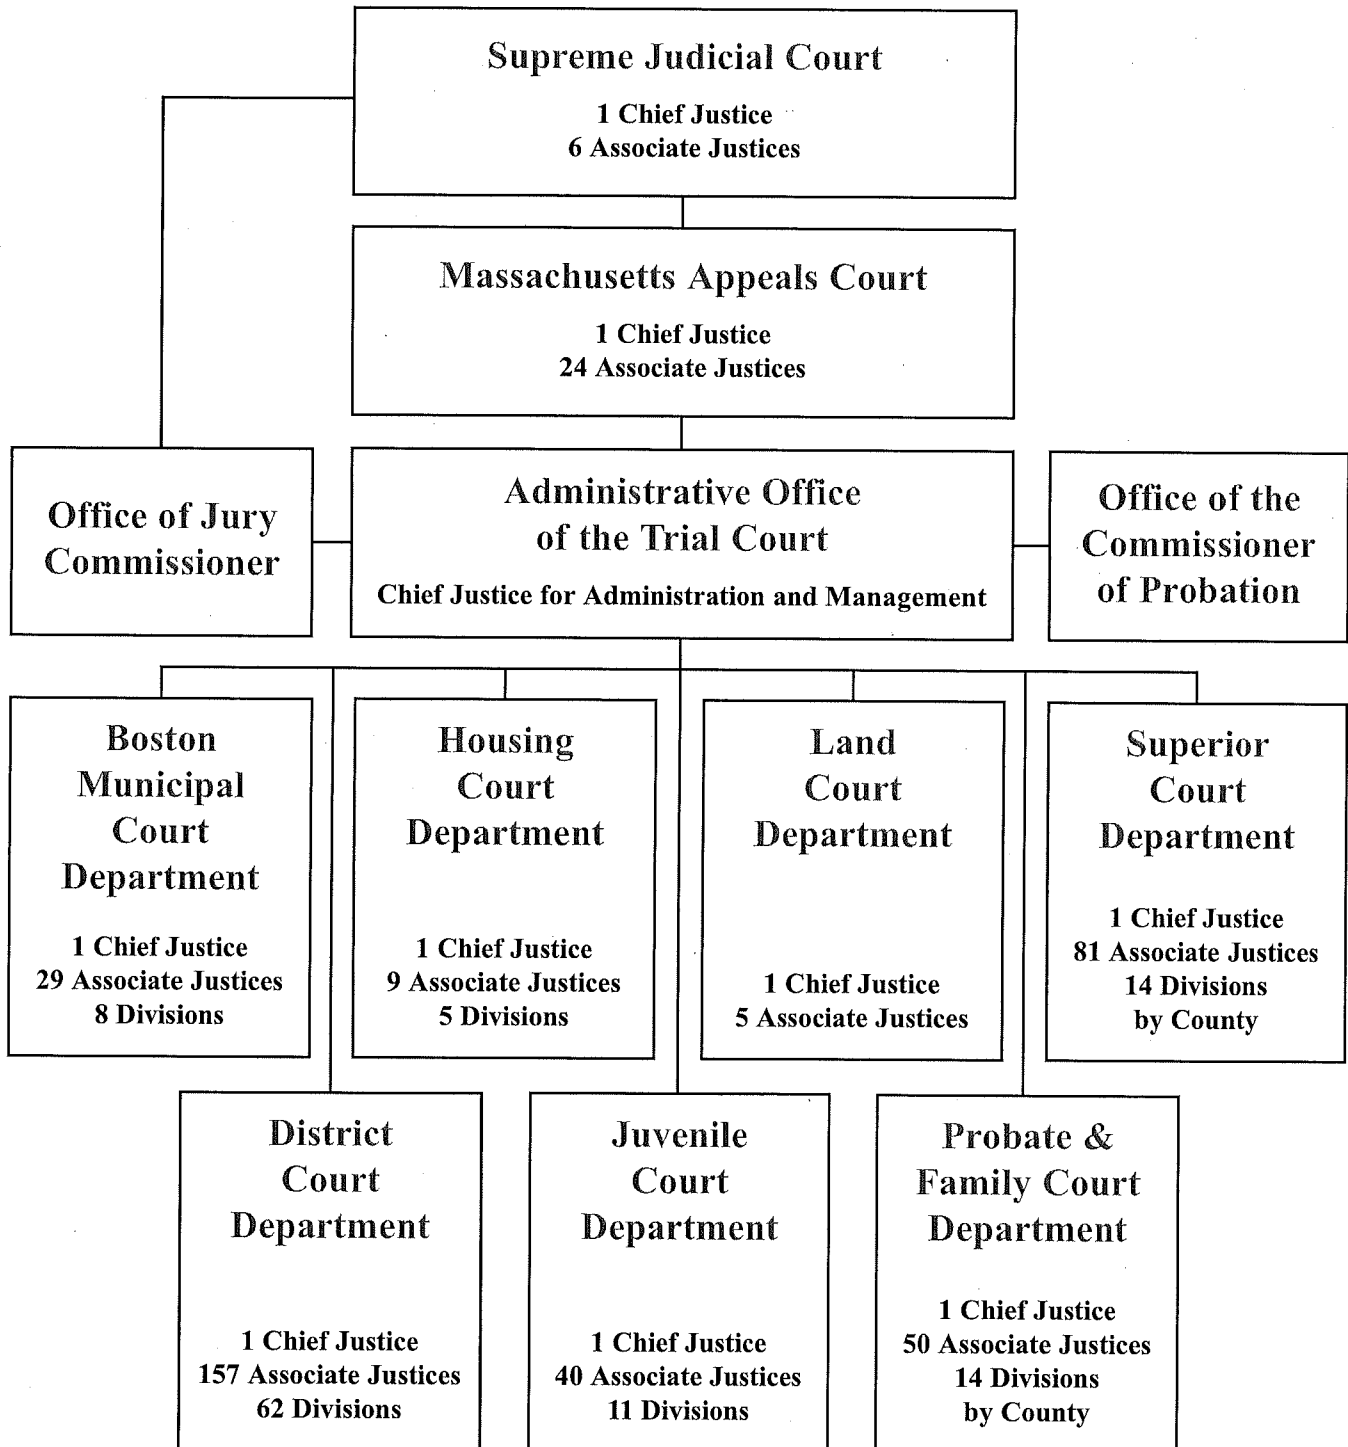 Supreme Judicial Court
1 Chief Justice
6 Associate Justices
Massachusetts Appeals Court
1 Chief Justice
24 Associate Justices
Office of Jury
Commissioner
Administrative Office
of the Trial Court
Chief Justice for Administration and Management
Office of the
Commissioner
of Probation
Boston
Municipal
Court
Department
1 Chief Justice
29 Associate Justices
8 Divisions
Housing
Court
Department
1 Chief Justice
9 Associate Justices
5 Divisions
Land
Court
Department
1 Chief Justice
5 Associate Justices
Superior
Court
Department
1 Chief Justice
81 Associate Justices
14 Divisions
by County
District
Court
Department
1 Chief Justice
157 Associate Justices
62 Divisions
Juvenile
Court
Department
1 Chief Justice
40 Associate Justices
11 Divisions
Probate &
Family Court
Department
1 Chief Justice
50 Associate Justices
14 Divisions
by County